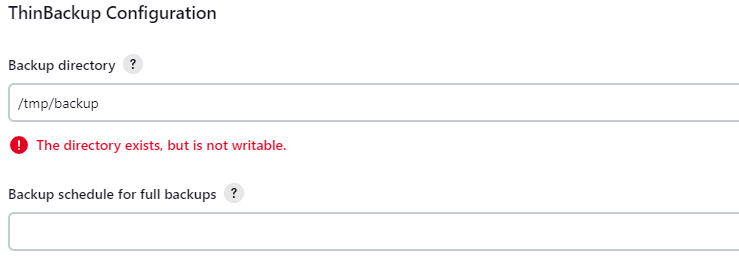 ThinBackup Configuration
Backup directory ?
/tmp/backup
! The directory exists, but is not writable.
Backup schedule for full backups ?